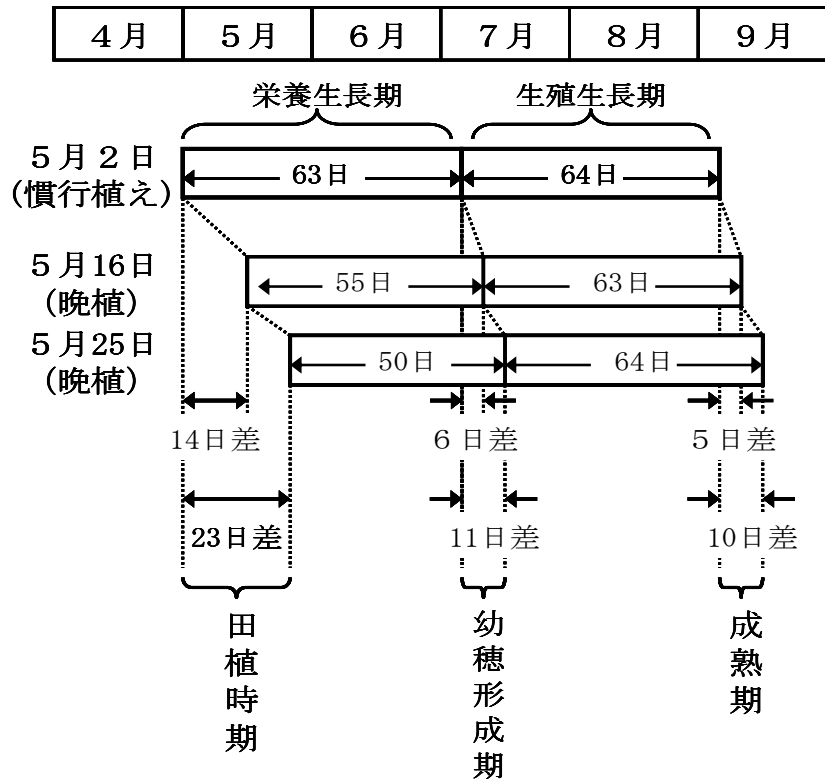 4月 5月 6月 7月 8月 9月
栄養生長期 生殖生長期
5月2日
(慣行植え)
63日 64日
5月16日
(晩植)
55日 63日
5月25日
(晩植)
50日 64日
14日差 6日差 5日差
23日差 11日差 10日差
田植時期
幼穂形成期
成熟期